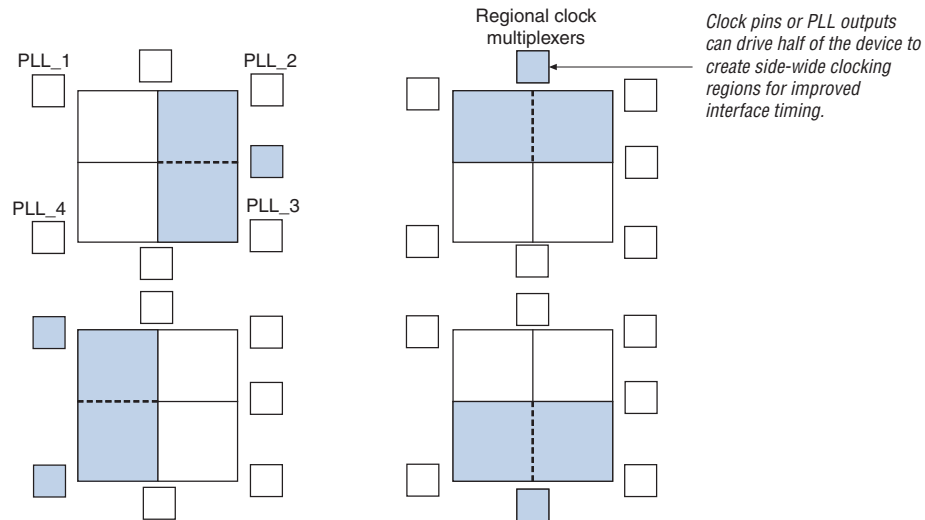 PLL_1
PLL_2
PLL_4
PLL_3
Regional clock
multiplexers
Clock pins or PLL outputs
can drive half of the device to
create side-wide clocking
regions for improved
interface timing.